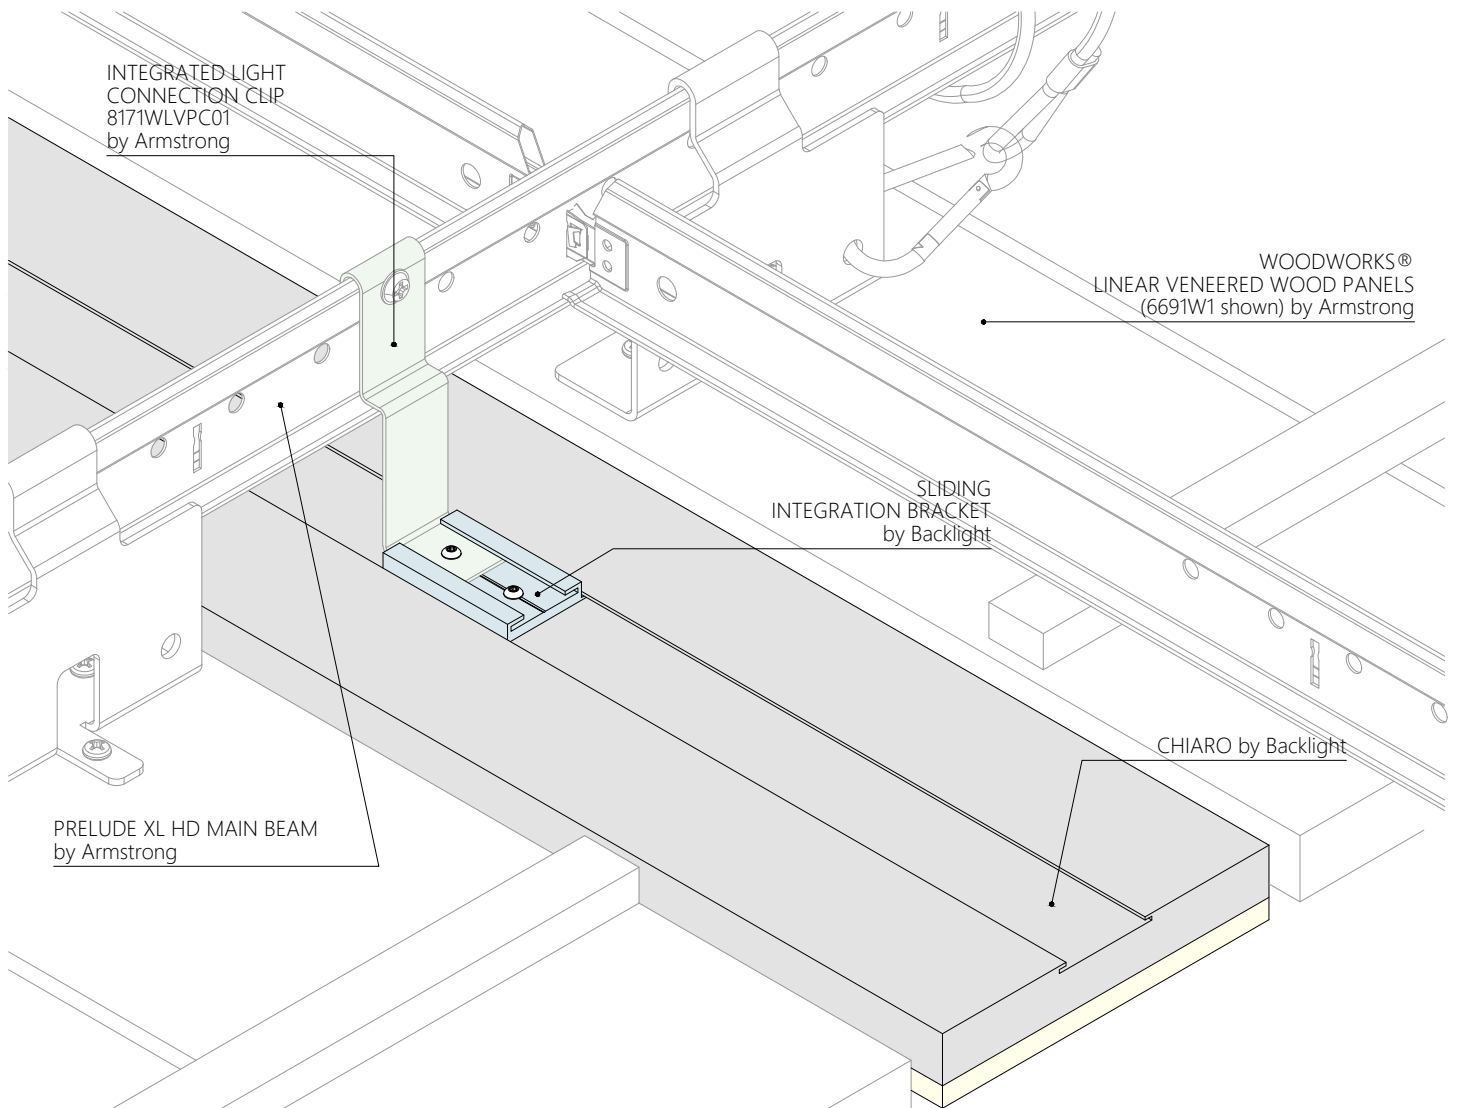 INTEGRATED LIGHT
CONNECTION CLIP
8171WLVPC01
by Armstrong
WOODWORKS®
LINEAR VENEERED WOOD PANELS
(6691W1 shown) by Armstrong
SLIDING
INTEGRATION BRACKET
by Backlight
CHIARO by Backlight
PRELUDE XL HD MAIN BEAM
by Armstrong